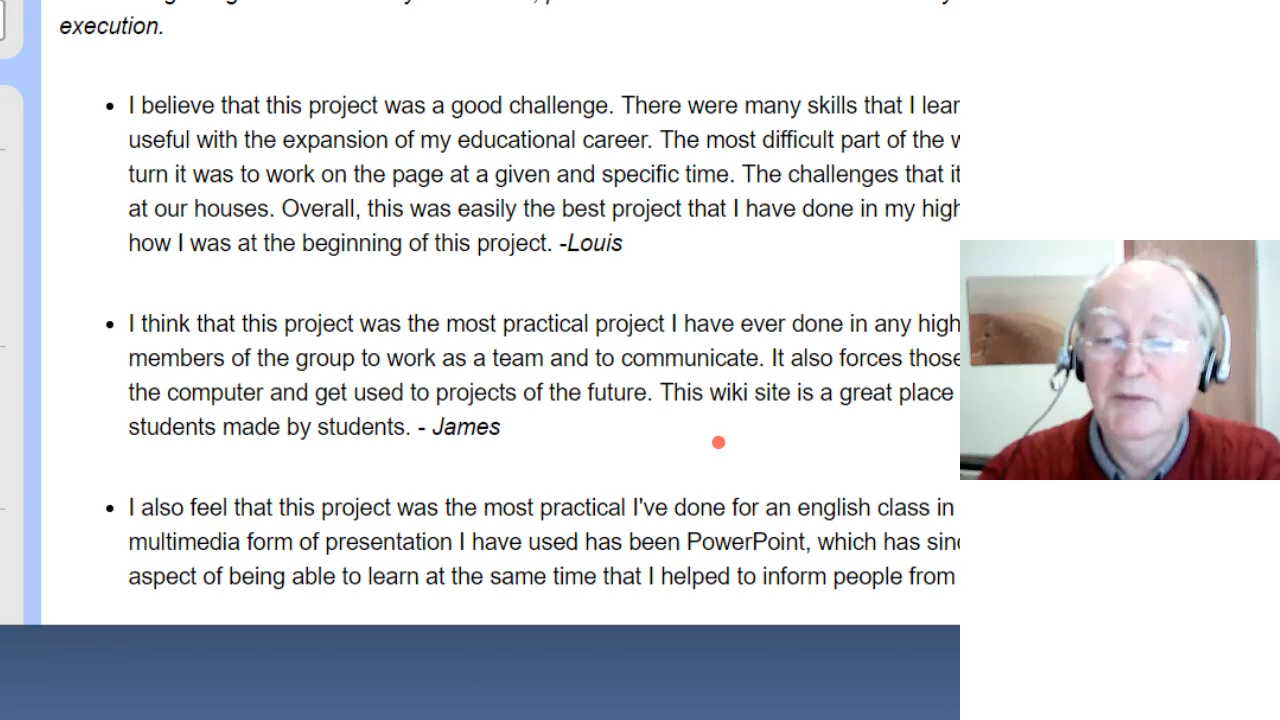 execution.
I believe that this project was a good challenge. There were many skills that I lear
useful with the expansion of my educational career. The most difficult part of the
turn it was to work on the page at a given and specific time. The challenges that it
at our houses. Overall, this was easily the best project that I have done in my high
how I was at the beginning of this project. -Louis
I think that this project was the most practical project I have ever done in any high
members of the group to work as a team and to communicate. It also forces those
the computer and get used to projects of the future. This wiki site is a great place
students made by students. - James
I also feel that this project was the most practical I've done for an english class in
multimedia form of presentation I have used has been PowerPoint, which has sinc
aspect of being able to learn at the same time that I helped to inform people from